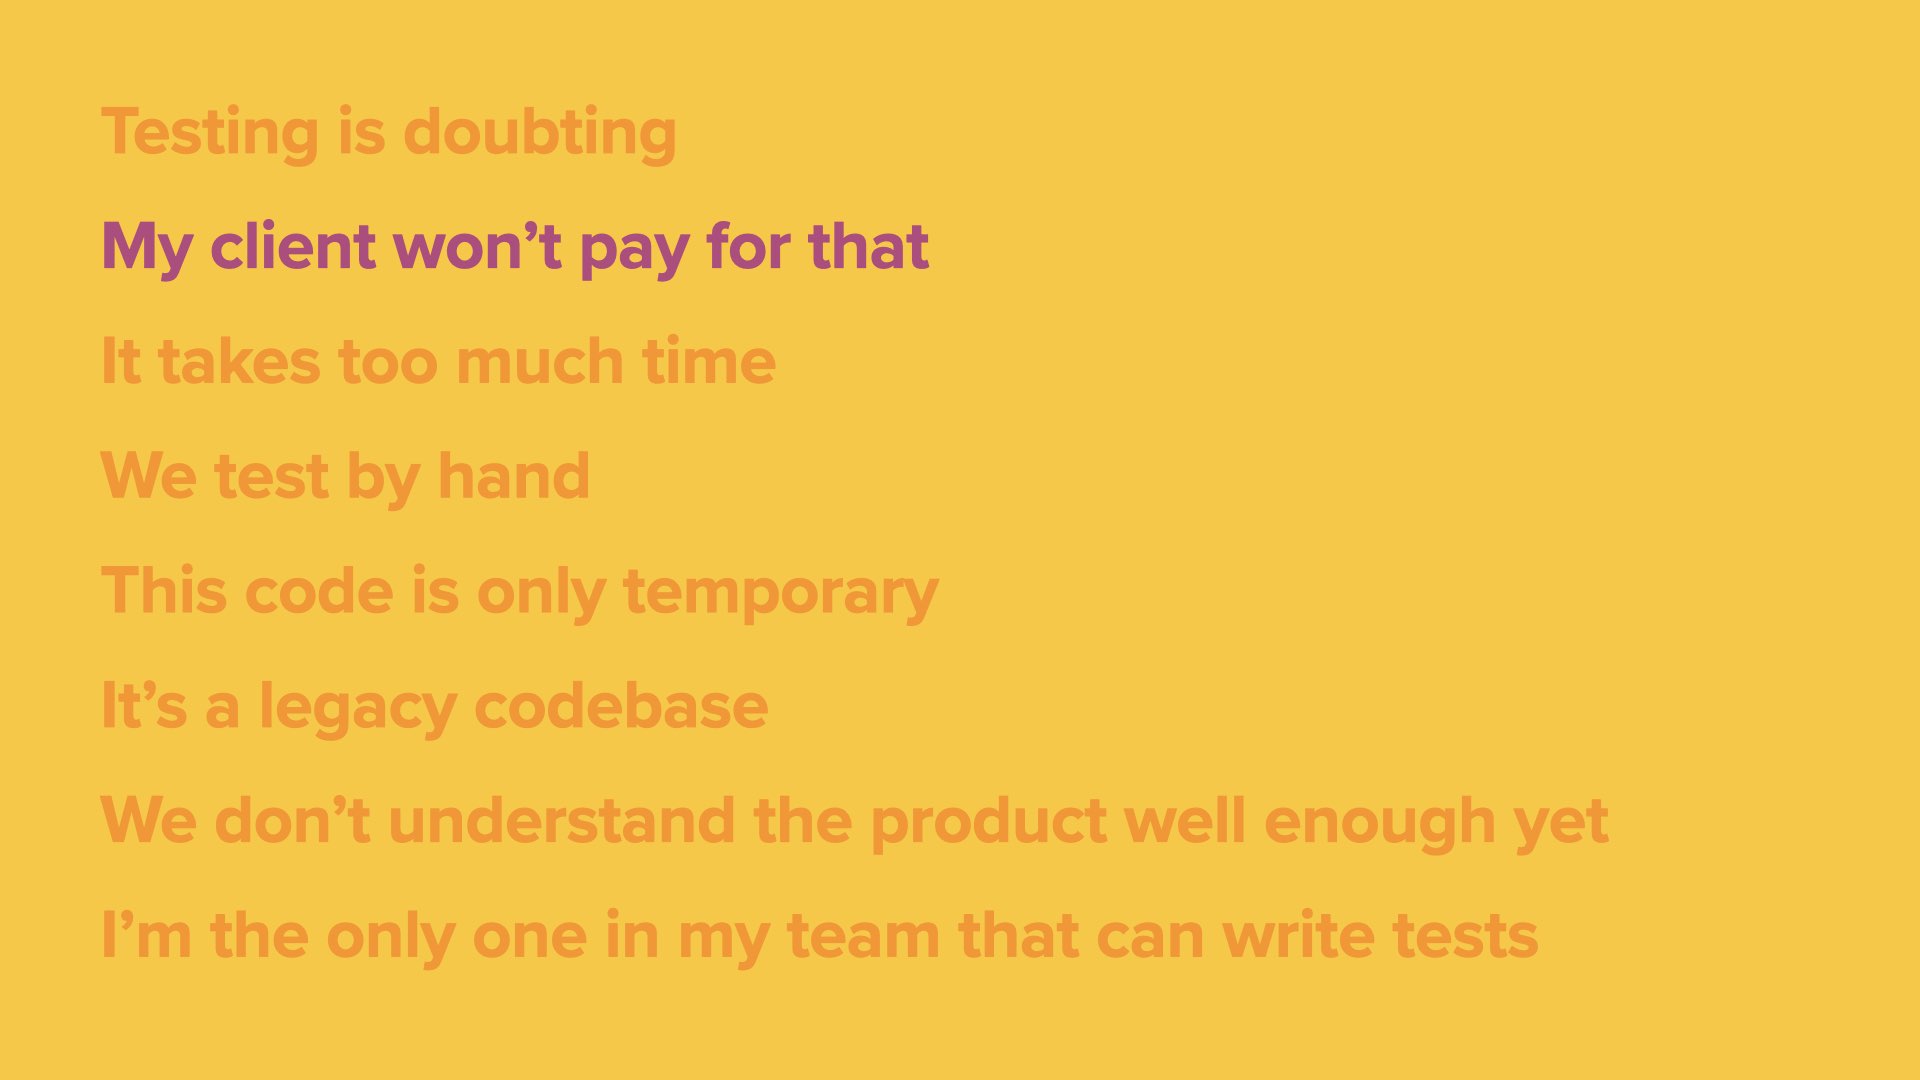 Testing is doubting
My client won’t pay for that
It takes too much time
We test by hand
This code is only temporary
It’s a legacy codebase
We don’t understand the product well enough yet
I’m the only one in my team that can write tests